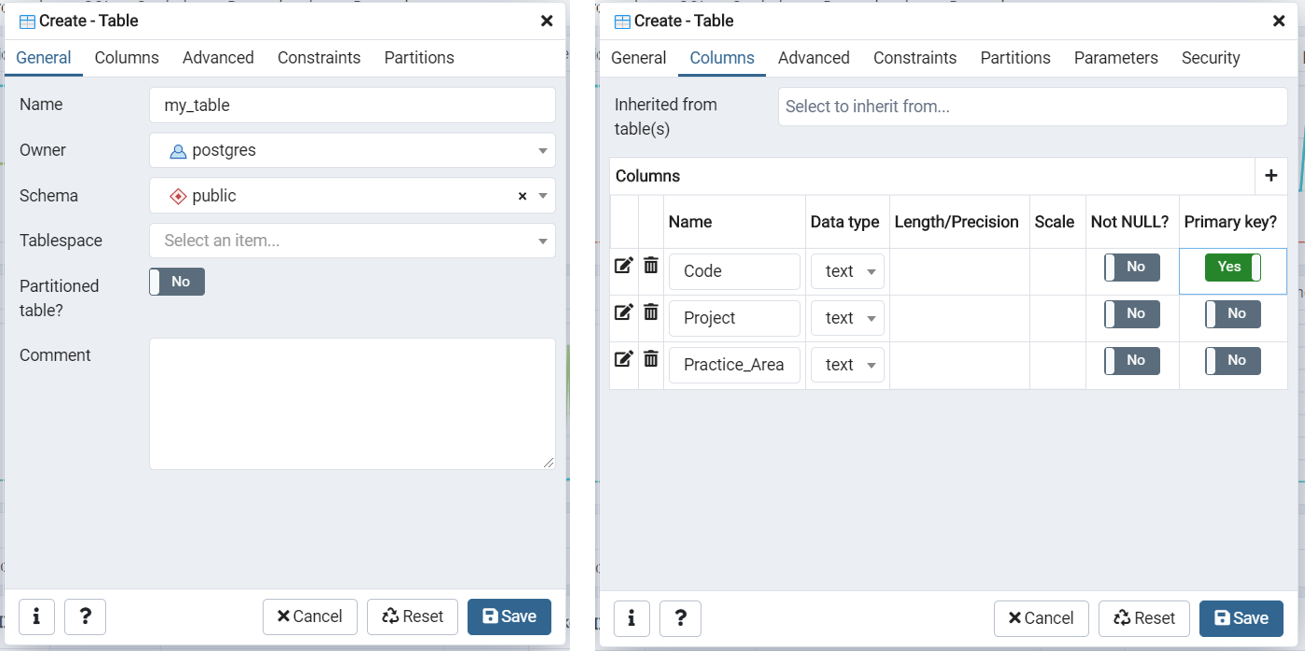 Create - Table
General Columns Advanced Constraints Partitions
Name my_table
Owner postgres
Schema public
Tablespace Select an item...
Partitioned
table?
No
Comment
Cancel Reset Save
Create - Table
General Columns Advanced Constraints Partitions Parameters Security
Inherited from
table(s)
Select to inherit from...
Columns +
Name Data type Length/Precision Scale Not NULL? Primary key?
Code text No Yes
Project text No No
Practice_Area text No No
i ? Cancel Reset Save